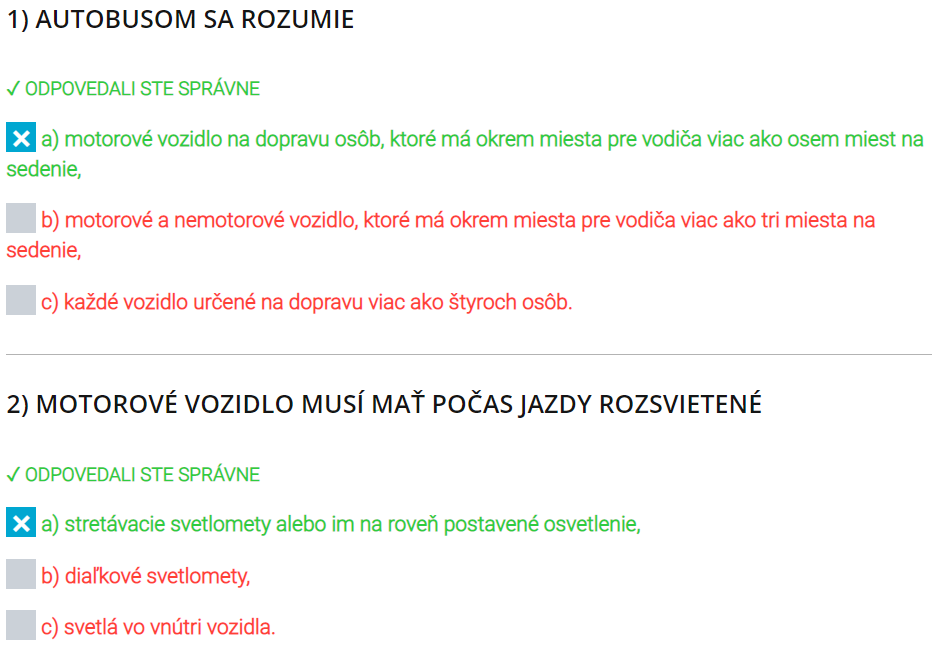 1) AUTOBUSOM SA ROZUMIE
✓ ODPOVEDALI STE SPRÁVNE
a) motorové vozidlo na dopravu osôb, ktoré má okrem miesta pre vodiča viac ako osem miest na
sedenie,
b) motorové a nemotorové vozidlo, ktoré má okrem miesta pre vodiča viac ako tri miesta na
sedenie,
c) každé vozidlo určené na dopravu viac ako štyroch osôb.
2) MOTOROVÉ VOZIDLO MUSÍ MAŤ POČAS JAZDY ROZSVIETENÉ
✓ ODPOVEDALI STE SPRÁVNE
a) stretávacie svetlomety alebo im na roveň postavené osvetlenie,
b) diaľkové svetlomety,
c) svetlá vo vnútri vozidla.